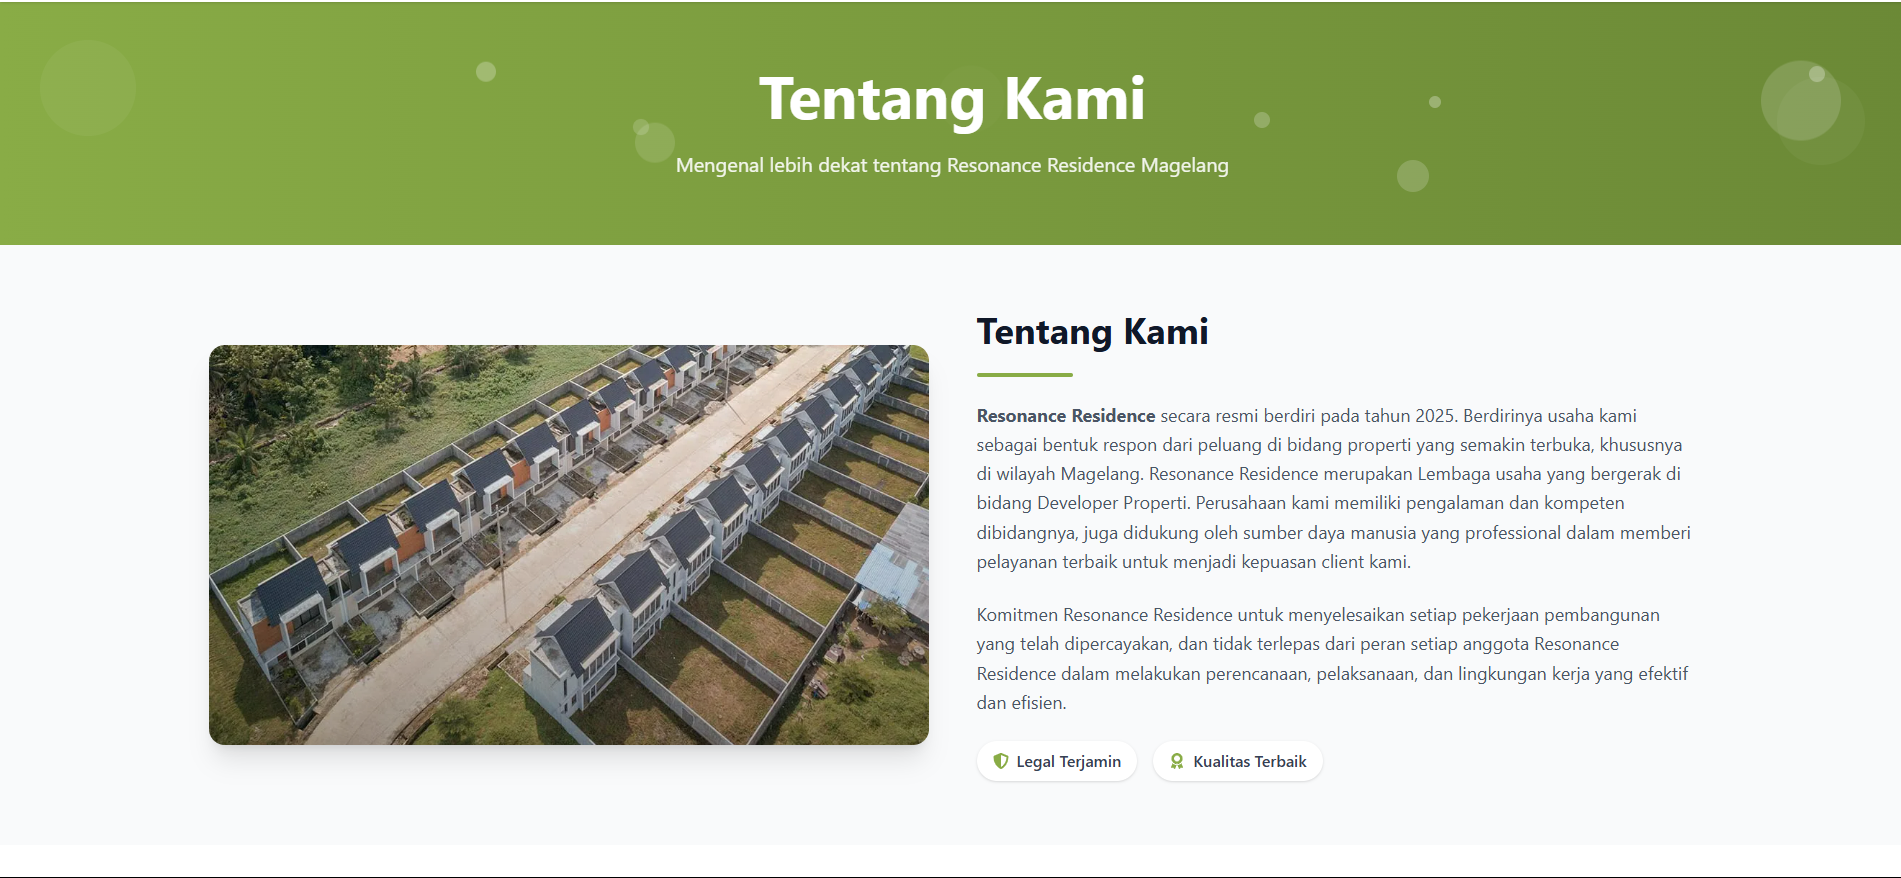 Tentang Kami
Mengenal lebih dekat tentang Resonance Residence Magelang
Tentang Kami
Resonance Residence secara resmi berdiri pada tahun 2025. Berdirinya usaha kami
sebagai bentuk respon dari peluang di bidang properti yang semakin terbuka, khususnya
di wilayah Magelang. Resonance Residence merupakan Lembaga usaha yang bergerak di
bidang Developer Properti. Perusahaan kami memiliki pengalaman dan kompeten
dibidangnya, juga didukung oleh sumber daya manusia yang professional dalam memberi
pelayanan terbaik untuk menjadi kepuasan client kami.
Komitmen Resonance Residence untuk menyelesaikan setiap pekerjaan pembangunan
yang telah dipercayakan, dan tidak terlepas dari peran setiap anggota Resonance
Residence dalam melakukan perencanaan, pelaksanaan, dan lingkungan kerja yang efektif
dan efisien.
Legal Terjamin
Kualitas Terbaik